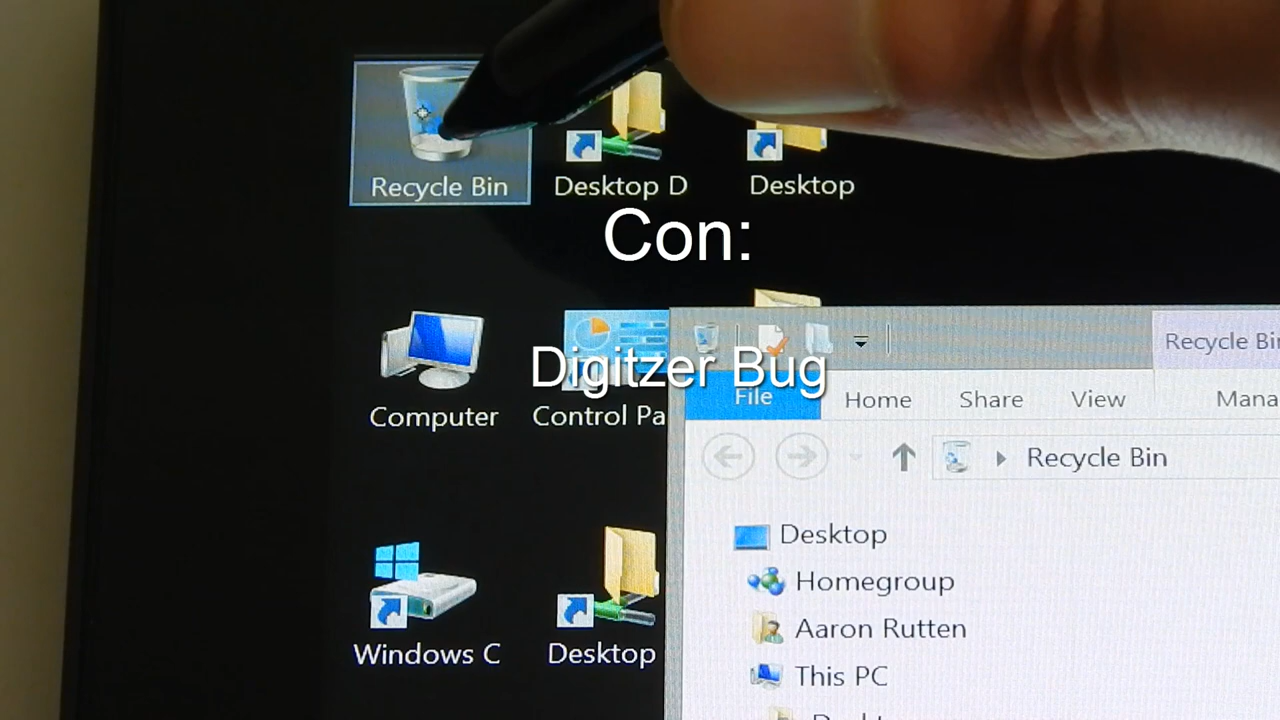 Recycle Bin
Desktop D
Desktop
Con:
Digitzer Bug
Computer
Control Pa
Recycle Bi
File
Home
Share
View
Mana
Recycle Bin
Desktop
Homegroup
Aaron Rutten
This PC
Windows C
Desktop